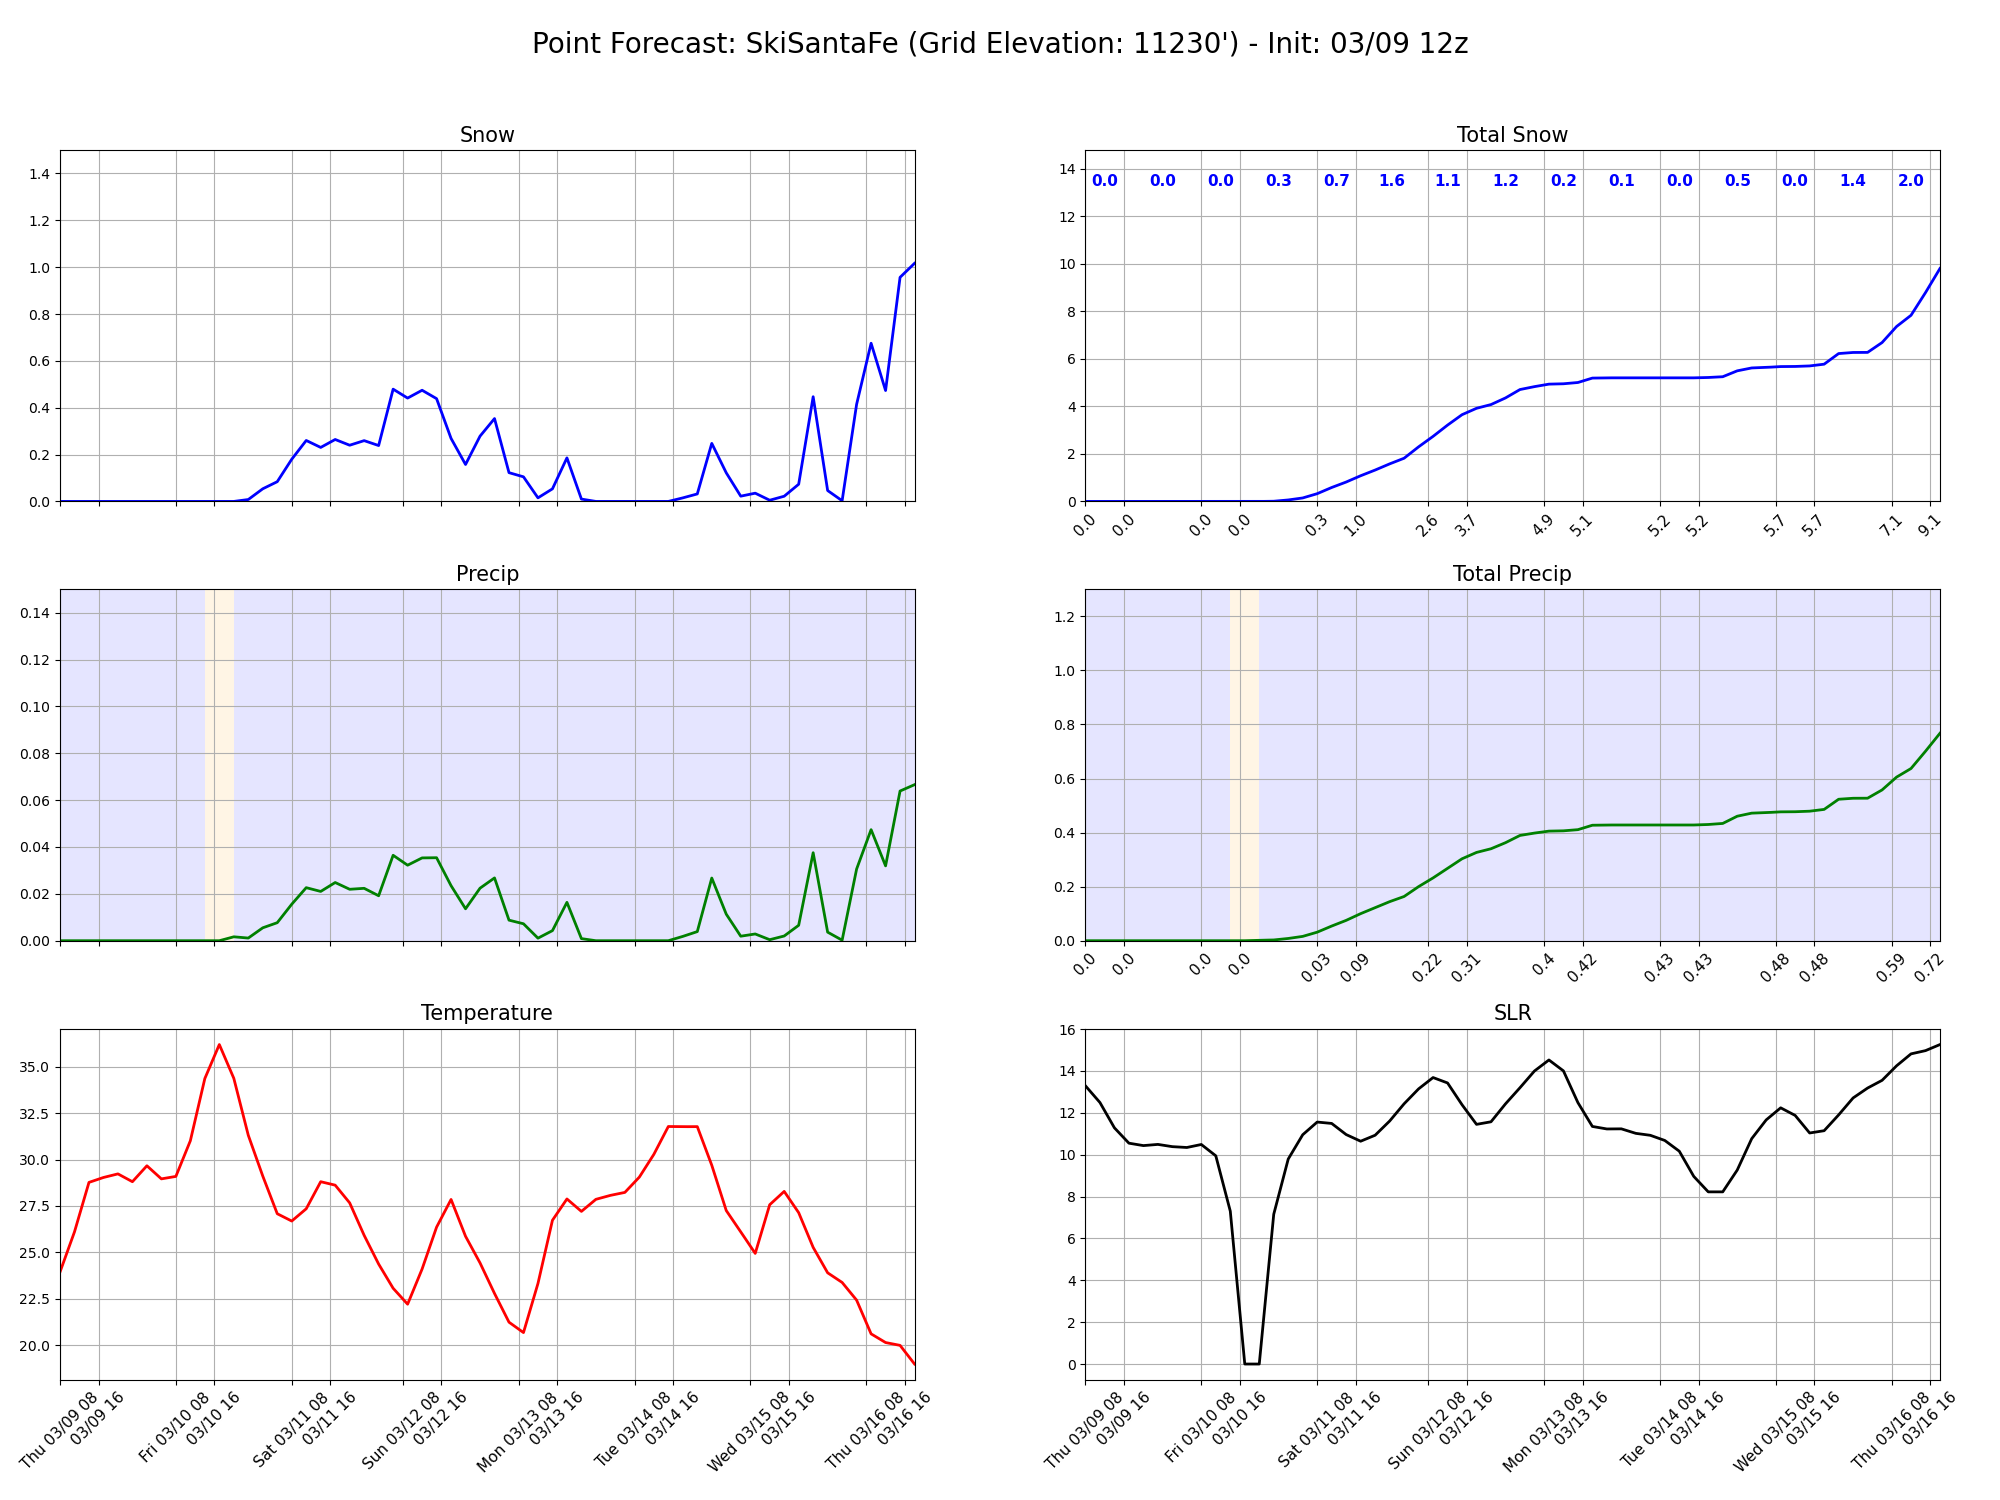 Point Forecast: SkiSantaFe (Grid Elevation: 11230') - Init: 03/09 12z
Snow
1.4
1.2
1.0
0.8
0.6
0.4
0.2
0.0
Total Snow
14
12
10
8
6
4
2
0
0.0 0.0 0.0 0.3 0.7 1.6 1.1 1.2 0.2 0.1 0.0 0.5 0.0 1.4 2.0
0.0 0.0 0.0 0.0 0.3 1.0 2.6 3.7 4.9 5.1 5.2 5.2 5.7 5.7 7.1 9.1
Precip
0.14
0.12
0.10
0.08
0.06
0.04
0.02
0.00
Total Precip
1.2
1.0
0.8
0.6
0.4
0.2
0.0
0.0 0.0 0.0 0.0 0.03 0.09 0.22 0.31 0.4 0.42 0.43 0.43 0.48 0.48 0.59 0.72
Temperature
35.0
32.5
30.0
27.5
25.0
22.5
20.0
Thu 03/09 08
03/09 16
Fri 03/10 08
03/10 16
Sat 03/11 08
03/11 16
Sun 03/12 08
03/12 16
Mon 03/13 08
03/13 16
Tue 03/14 08
03/14 16
Wed 03/15 08
03/15 16
Thu 03/16 08
03/16 16
SLR
16
14
12
10
8
6
4
2
0
Thu 03/09 08
03/09 16
Fri 03/10 08
03/10 16
Sat 03/11 08
03/11 16
Sun 03/12 08
03/12 16
Mon 03/13 08
03/13 16
Tue 03/14 08
03/14 16
Wed 03/15 08
03/15 16
Thu 03/16 08
03/16 16